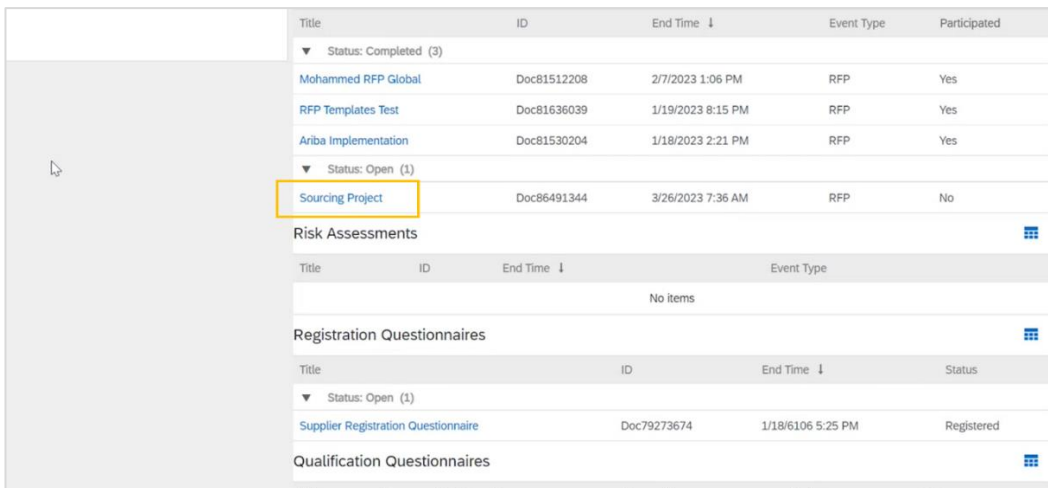 Title ID End Time ↓ Event Type Participated
▼ Status: Completed (3)
Mohammed RFP Global Doc81512208 2/7/2023 1:06 PM RFP Yes
RFP Templates Test Doc81636039 1/19/2023 8:15 PM RFP Yes
Ariba Implementation Doc81530204 1/18/2023 2:21 PM RFP Yes
▼ Status: Open (1)
Sourcing Project Doc86491344 3/26/2023 7:36 AM RFP No
Risk Assessments
Title ID End Time ↓ Event Type
No items
Registration Questionnaires
Title ID End Time ↓ Status
▼ Status: Open (1)
Supplier Registration Questionnaire Doc79273674 1/18/6106 5:25 PM Registered
Qualification Questionnaires